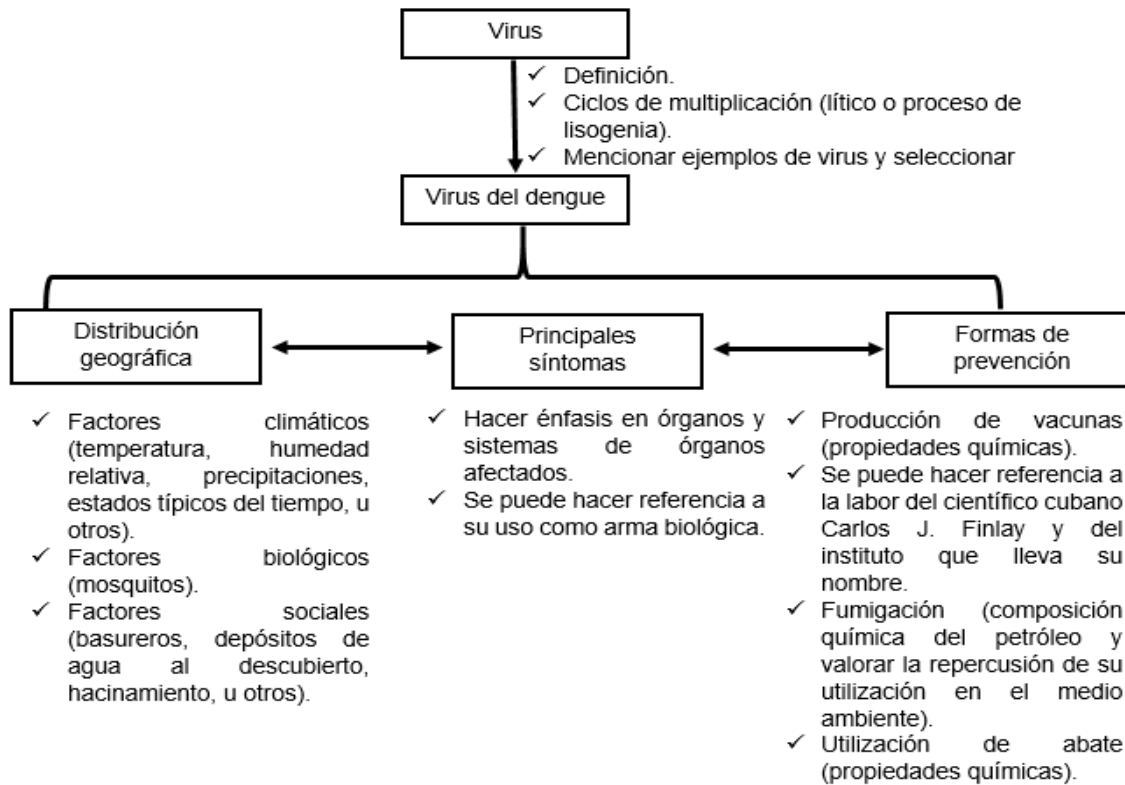 Virus
✓ Definición.
✓ Ciclos de multiplicación (lítico o proceso de
lisogenia).
✓ Mencionar ejemplos de virus y seleccionar
Virus del dengue
Distribución
geográfica
✓ Factores climáticos
(temperatura, humedad
relativa, precipitaciones,
estados típicos del tiempo, u
otros).
✓ Factores biológicos
(mosquitos).
✓ Factores sociales
(basureros, depósitos de
agua al descubierto,
hacinamiento, u otros).
Principales
síntomas
✓ Hacer énfasis en órganos y
sistemas de órganos
afectados.
✓ Se puede hacer referencia a
su uso como arma biológica.
Formas de
prevención
✓ Producción de vacunas
(propiedades químicas).
✓ Se puede hacer referencia a
la labor del científico cubano
Carlos J. Finlay y del
instituto que lleva su
nombre.
✓ Fumigación (composición
química del petróleo y
valorar la repercusión de su
utilización en el medio
ambiente).
✓ Utilización de abate
(propiedades químicas).